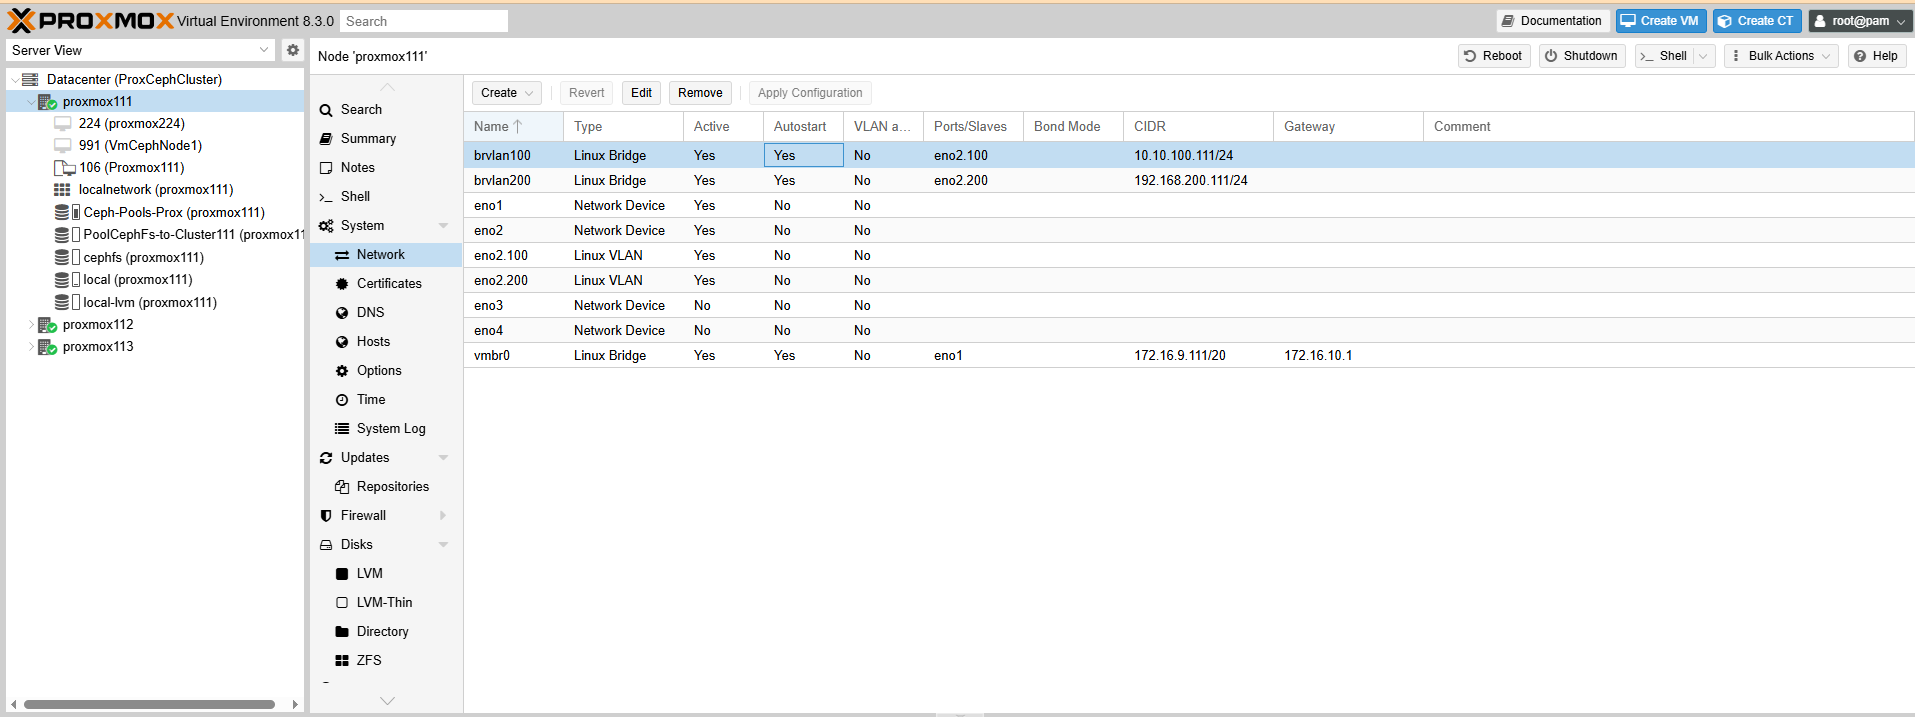 PROXMOX Virtual Environment 8.3.0 Search Documentation Create VM Create CT root@pam
Server View
Node 'proxmox111' Reboot Shutdown Shell Bulk Actions Help
Datacenter (ProxCephCluster)
proxmox111
224 (proxmox224)
991 (VmCephNode1)
106 (Proxmox111)
localnetwork (proxmox111)
Ceph-Pools-Prox (proxmox111)
PoolCephFs-to-Cluster111 (proxmox11
cephfs (proxmox111)
local (proxmox111)
local-lvm (proxmox111)
proxmox112
proxmox113
Search
Summary
Notes
Shell
System
Network
Certificates
DNS
Hosts
Options
Time
System Log
Updates
Repositories
Firewall
Disks
LVM
LVM-Thin
Directory
ZFS
Create Revert Edit Remove Apply Configuration
Name Type Active Autostart VLAN a... Ports/Slaves Bond Mode CIDR Gateway Comment
brvlan100 Linux Bridge Yes Yes No eno2.100 10.10.100.111/24
brvlan200 Linux Bridge Yes Yes No eno2.200 192.168.200.111/24
eno1 Network Device Yes No No
eno2 Network Device Yes No No
eno2.100 Linux VLAN Yes No No
eno2.200 Linux VLAN Yes No No
eno3 Network Device No No No
eno4 Network Device No No No
vmbr0 Linux Bridge Yes Yes No eno1 172.16.9.111/20 172.16.10.1